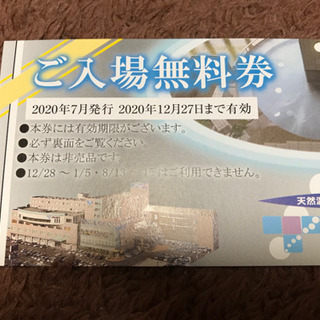 ご入場無料券
2020年7月発行 2020年12月27日まで有効
●本券には有効期限がございます。
●必ず裏面をご覧ください。
●本券は非売品です。
●12/28～1/5・8/13 はご利用できません。
天然温